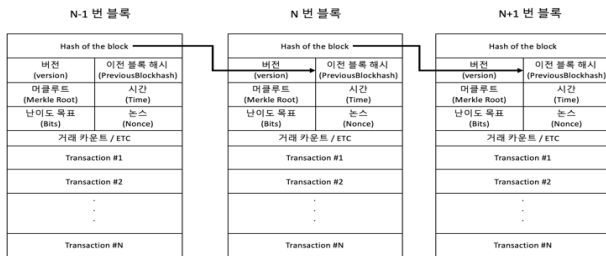 N-1 번 블록
Hash of the block
버전
(version)
이전 블록 해시
(PreviousBlockhash)
머클루트
(Merkle Root)
시간
(Time)
난이도 목표
(Bits)
논스
(Nonce)
거래 카운트 / ETC
Transaction #1
Transaction #2
.
.
.
Transaction #N
N 번 블록
Hash of the block
버전
(version)
이전 블록 해시
(PreviousBlockhash)
머클루트
(Merkle Root)
시간
(Time)
난이도 목표
(Bits)
논스
(Nonce)
거래 카운트 / ETC
Transaction #1
Transaction #2
.
.
.
Transaction #N
N+1 번 블록
Hash of the block
버전
(version)
이전 블록 해시
(PreviousBlockhash)
머클루트
(Merkle Root)
시간
(Time)
난이도 목표
(Bits)
논스
(Nonce)
거래 카운트 / ETC
Transaction #1
Transaction #2
.
.
.
Transaction #N